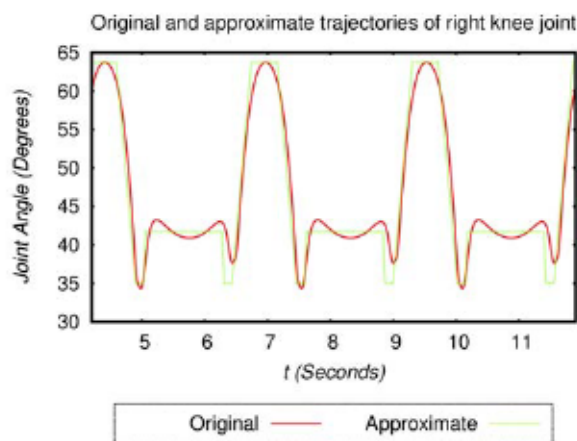 Original and approximate trajectories of right knee joint
65
60
55
50
45
40
35
30
Joint Angle (Degrees)
5 6 7 8 9 10 11
t (Seconds)
Original Approximate